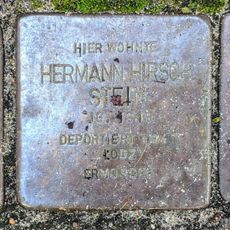 HIER WOHNTE
HERMANN HIRSCH
STEIN
DEPORTIERT
LODZ
ERMORDET